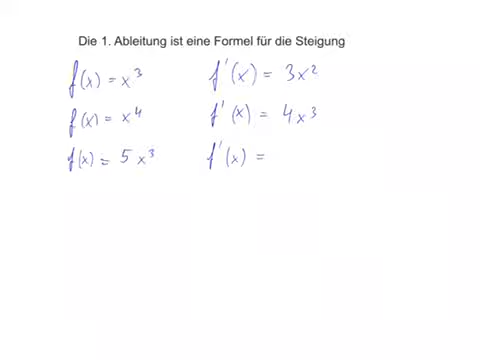 Die 1. Ableitung ist eine Formel für die Steigung
f(x) = x³ f'(x) = 3x²
f(x) = x⁴ f'(x) = 4x³
f(x) = 5x³ f'(x) =